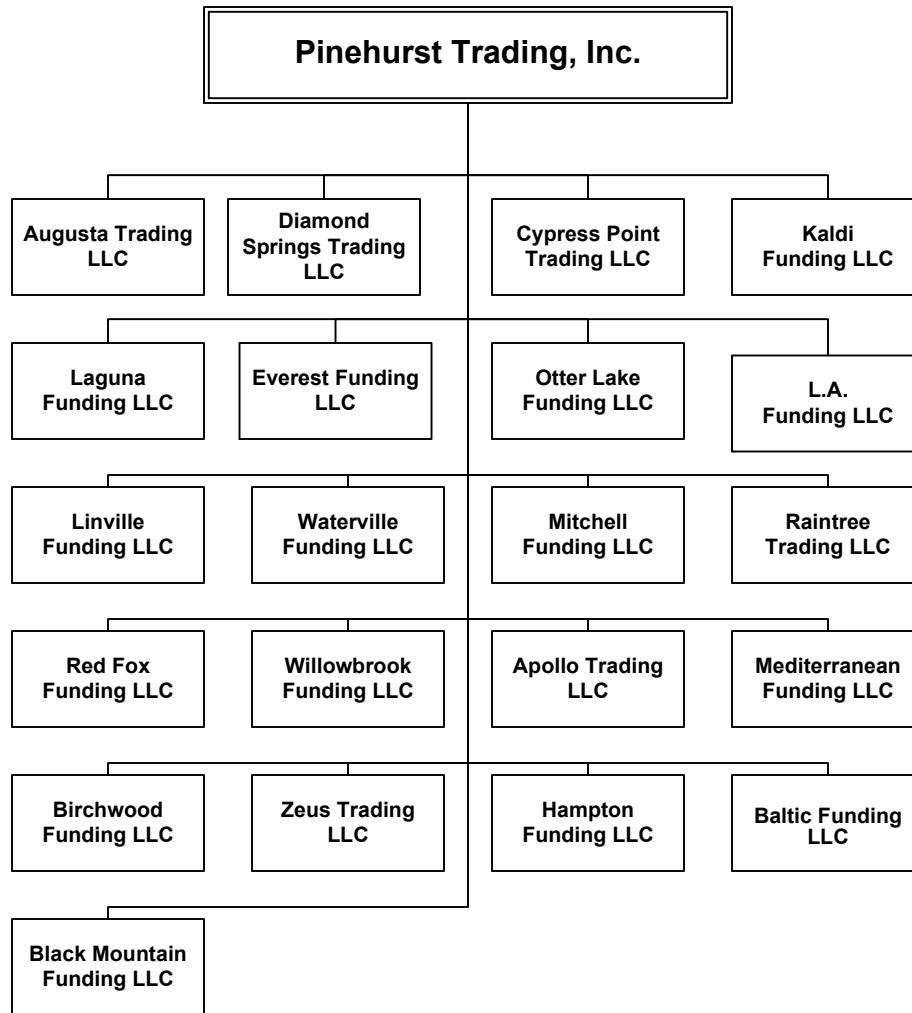 Pinehurst Trading, Inc.
Augusta Trading
LLC
Diamond
Springs Trading
LLC
Cypress Point
Trading LLC
Kaldi
Funding LLC
Laguna
Funding LLC
Everest Funding
LLC
Otter Lake
Funding LLC
L.A.
Funding LLC
Linville
Funding LLC
Waterville
Funding LLC
Mitchell
Funding LLC
Raintree
Trading LLC
Red Fox
Funding LLC
Willowbrook
Funding LLC
Apollo Trading
LLC
Mediterranean
Funding LLC
Birchwood
Funding LLC
Zeus Trading
LLC
Hampton
Funding LLC
Baltic Funding
LLC
Black Mountain
Funding LLC